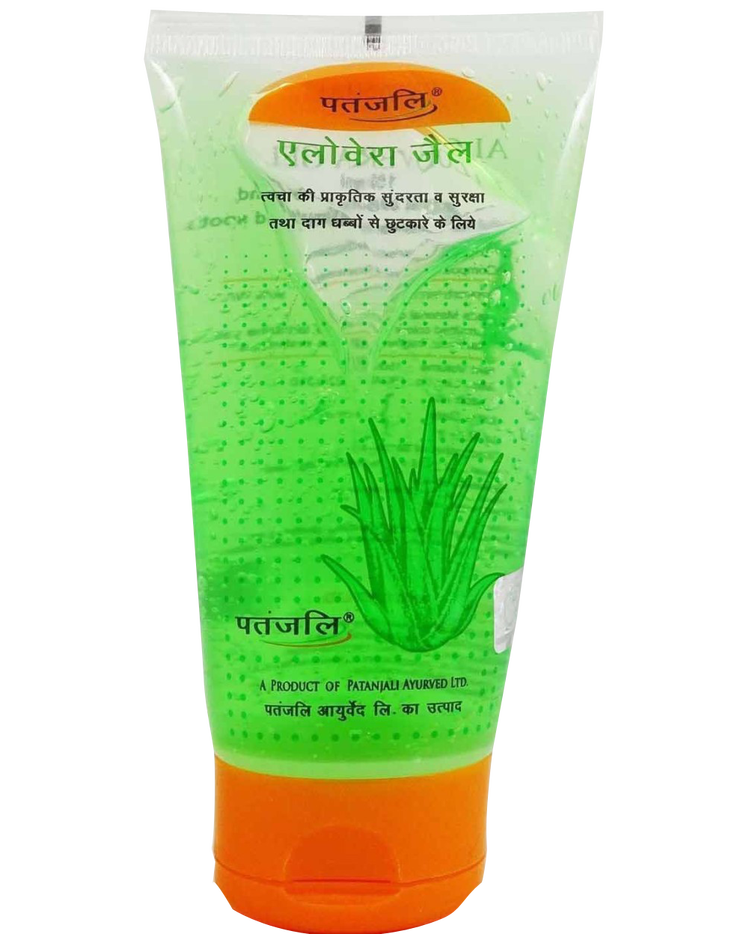 पतंजलि®
एलोवेरा जैल
त्वचा की प्राकृतिक सुंदरता व सुरक्षा
तथा दाग धब्बों से छुटकारे के लिये
पतंजलि®
A PRODUCT OF PATANJALI AYURVED LTD.
पतंजलि आयुर्वेद लि. का उत्पाद